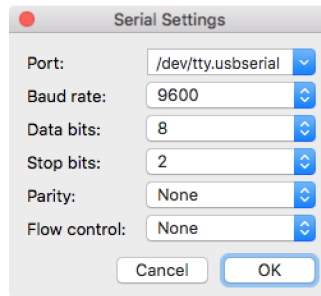 Serial Settings
Port: /dev/tty.usbserial
Baud rate: 9600
Data bits: 8
Stop bits: 2
Parity: None
Flow control: None
Cancel OK